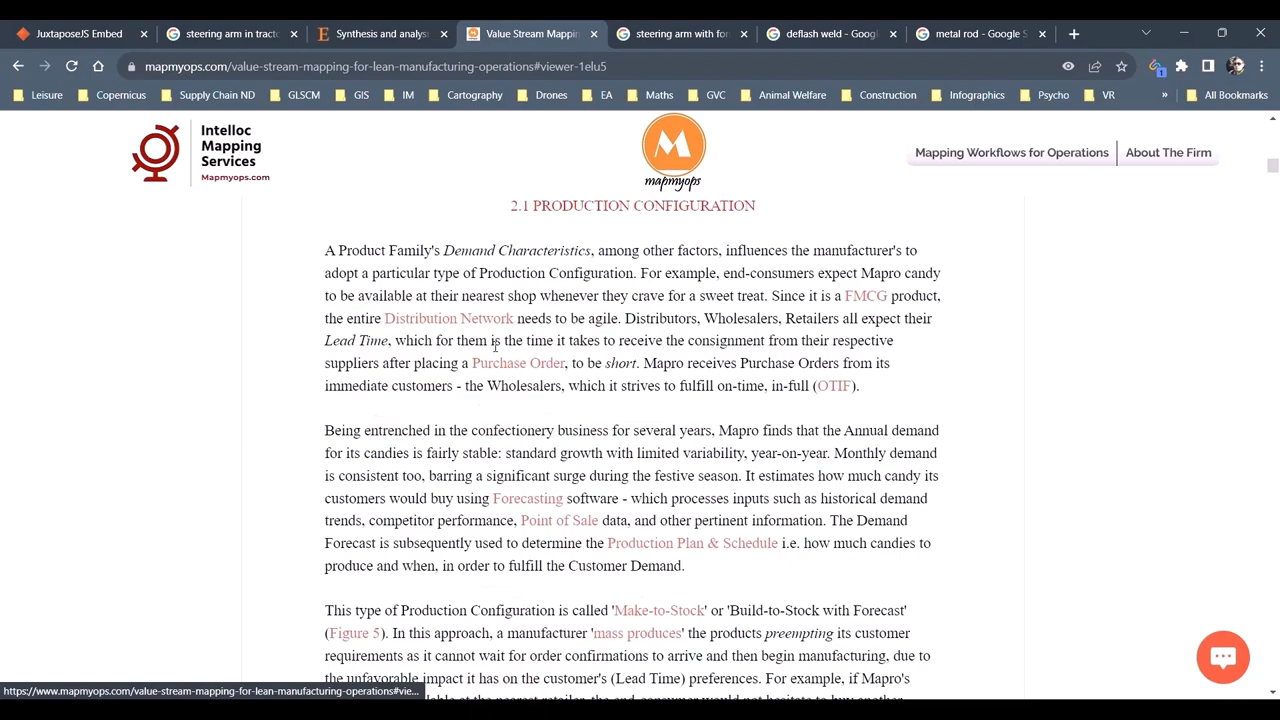 JuxtaposeJS Embed
steering arm in tracto
Synthesis and analysi
Value Stream Mappin
steering arm with for
deflash weld - Googl
metal rod - Google S
mapmyops.com/value-stream-mapping-for-lean-manufacturing-operations#viewer-1elu5
Leisure Copernicus Supply Chain ND GLSCM GIS IM Cartography Drones EA Maths GVC Animal Welfare Construction Infographics Psycho VR » All Bookmarks
Intelloc
Mapping
Services
Mapmyops.com
mapmyops
Mapping Workflows for Operations About The Firm
2.1 PRODUCTION CONFIGURATION
A Product Family's Demand Characteristics, among other factors, influences the manufacturer's to
adopt a particular type of Production Configuration. For example, end-consumers expect Mapro candy
to be available at their nearest shop whenever they crave for a sweet treat. Since it is a FMCG product,
the entire Distribution Network needs to be agile. Distributors, Wholesalers, Retailers all expect their
Lead Time, which for them is the time it takes to receive the consignment from their respective
suppliers after placing a Purchase Order, to be short. Mapro receives Purchase Orders from its
immediate customers - the Wholesalers, which it strives to fulfill on-time, in-full (OTIF).
Being entrenched in the confectionery business for several years, Mapro finds that the Annual demand
for its candies is fairly stable: standard growth with limited variability, year-on-year. Monthly demand
is consistent too, barring a significant surge during the festive season. It estimates how much candy its
customers would buy using Forecasting software - which processes inputs such as historical demand
trends, competitor performance, Point of Sale data, and other pertinent information. The Demand
Forecast is subsequently used to determine the Production Plan & Schedule i.e. how much candies to
produce and when, in order to fulfill the Customer Demand.
This type of Production Configuration is called 'Make-to-Stock' or 'Build-to-Stock with Forecast'
(Figure 5). In this approach, a manufacturer 'mass produces' the products preempting its customer
requirements as it cannot wait for order confirmations to arrive and then begin manufacturing, due to
the unfavorable impact it has on the customer's (Lead Time) preferences. For example, if Mapro's
https://www.mapmyops.com/value-stream-mapping-for-lean-manufacturing-operations#vie...